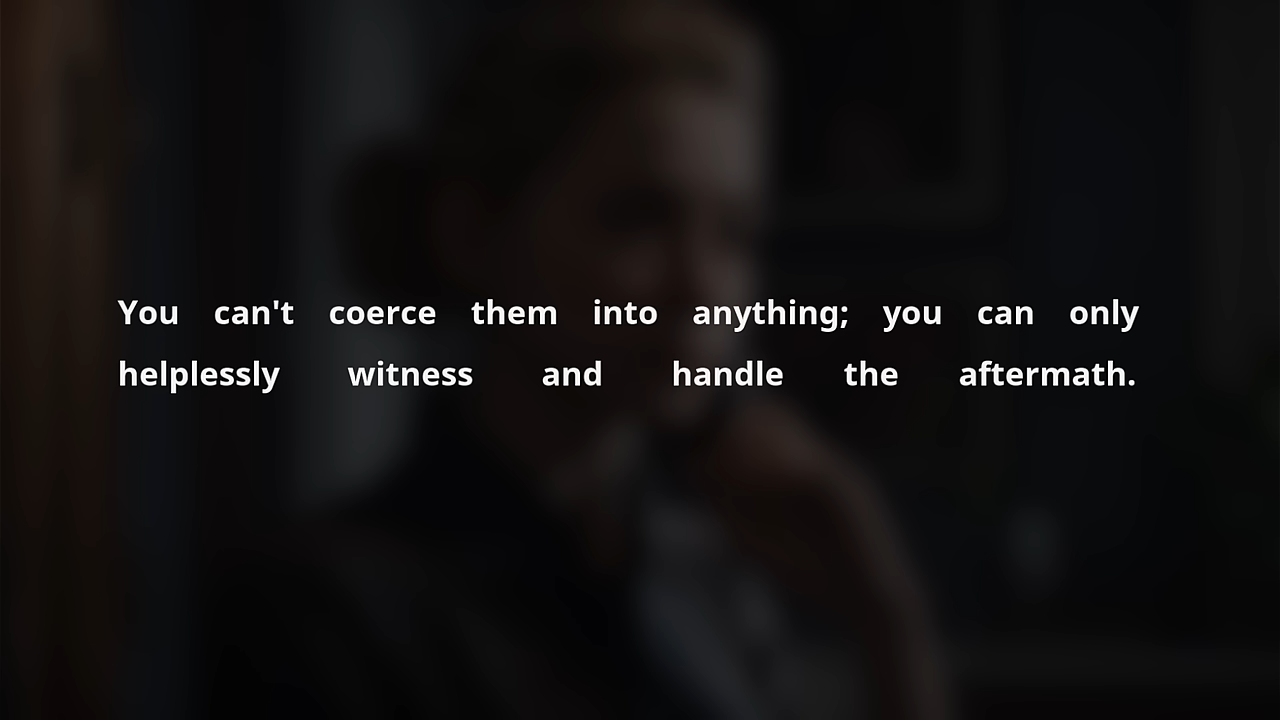 You can't coerce them into anything; you can only
helplessly witness and handle the aftermath.